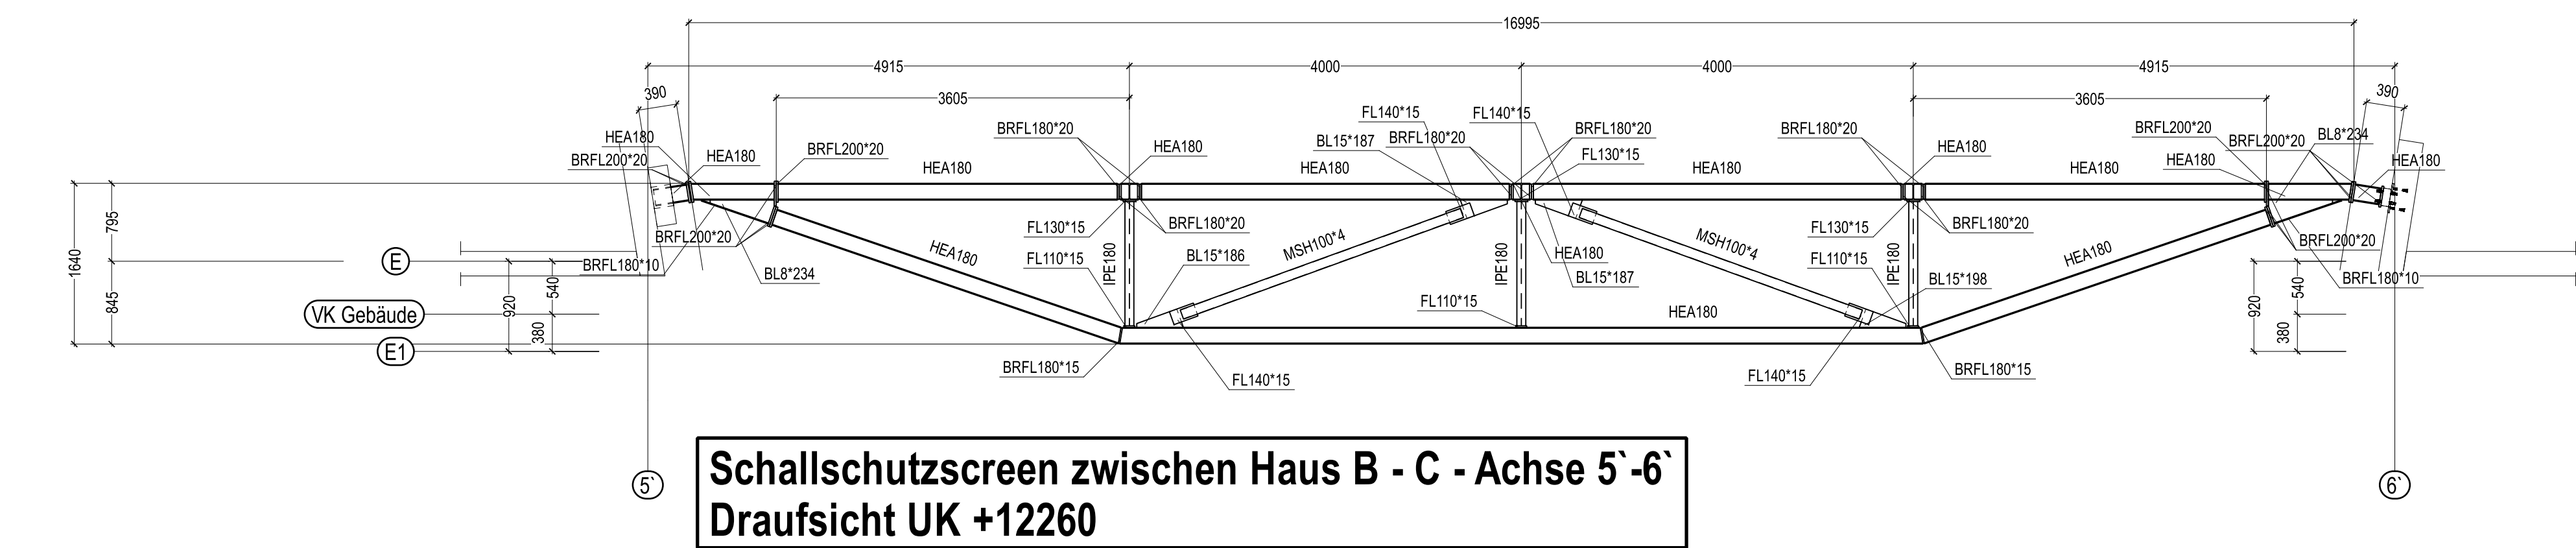 16995
4915
4000
4000
4915
390
3605
3605
390
FL140*15
FL140*15
BRFL180*20
BL15*187
BRFL180*20
BRFL180*20
BRFL180*20
BRFL200*20
BL8*234
HEA180
BRFL200*20
HEA180
BRFL200*20
HEA180
HEA180
HEA180
FL130*15
HEA180
HEA180
HEA180
HEA180
BRFL200*20
HEA180
BRFL200*20
HEA180
1640
795
845
E
VK Gebäude
E1
920
540
380
BRFL200*20
BRFL180*10
BL8*234
HEA180
FL130*15
FL110*15
IPE180
BRFL180*20
BL15*186
MSH100*4
IPE180
HEA180
BL15*187
FL110*15
MSH100*4
FL130*15
FL110*15
IPE180
BRFL180*20
BL15*198
HEA180
HEA180
BRFL200*20
BRFL180*10
920
540
380
BRFL180*15
FL140*15
FL140*15
BRFL180*15
5`
6`
Schallschutzscreen zwischen Haus B - C - Achse 5`-6`
Draufsicht UK +12260